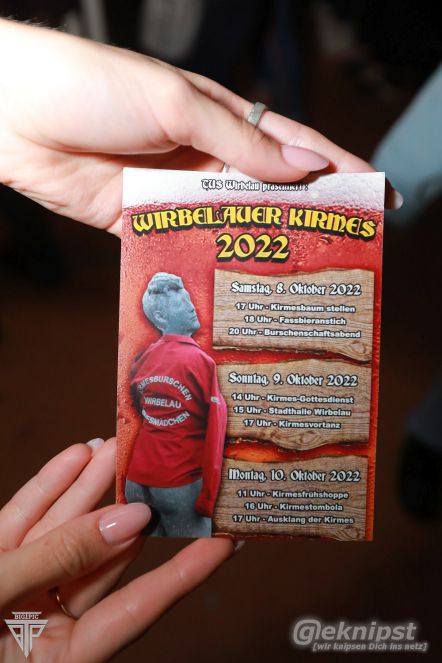 TUS Wirbelau präsentiert:
WIRBELAUER KIRMES
2022
Samstag, 8. Oktober 2022
17 Uhr - Kirmesbaum stellen
18 Uhr - Fassbieranstich
20 Uhr - Burschenschaftsabend
Sonntag, 9. Oktober 2022
14 Uhr - Kirmes-Gottesdienst
15 Uhr - Stadthalle Wirbelau
17 Uhr - Kirmesvortanz
Montag, 10. Oktober 2022
11 Uhr - Kirmesfrühshoppe
16 Uhr - Kirmestombola
17 Uhr - Ausklang der Kirmes
WIRBELAU
BIGEPIC
@eknipst
[wir knipsen Dich ins netz]